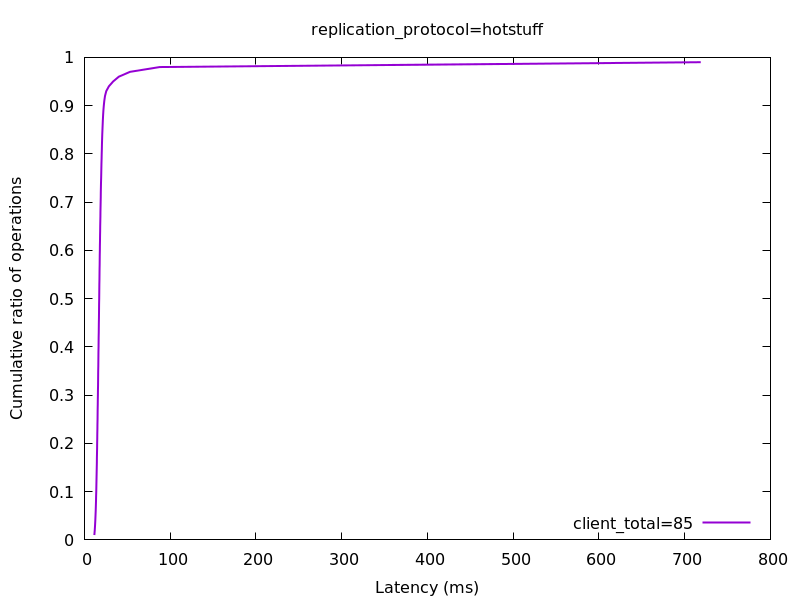 replication_protocol=hotstuff
1
0.9
0.8
0.7
0.6
0.5
0.4
0.3
0.2
0.1
0
Cumulative ratio of operations
client_total=85
0 100 200 300 400 500 600 700 800
Latency (ms)